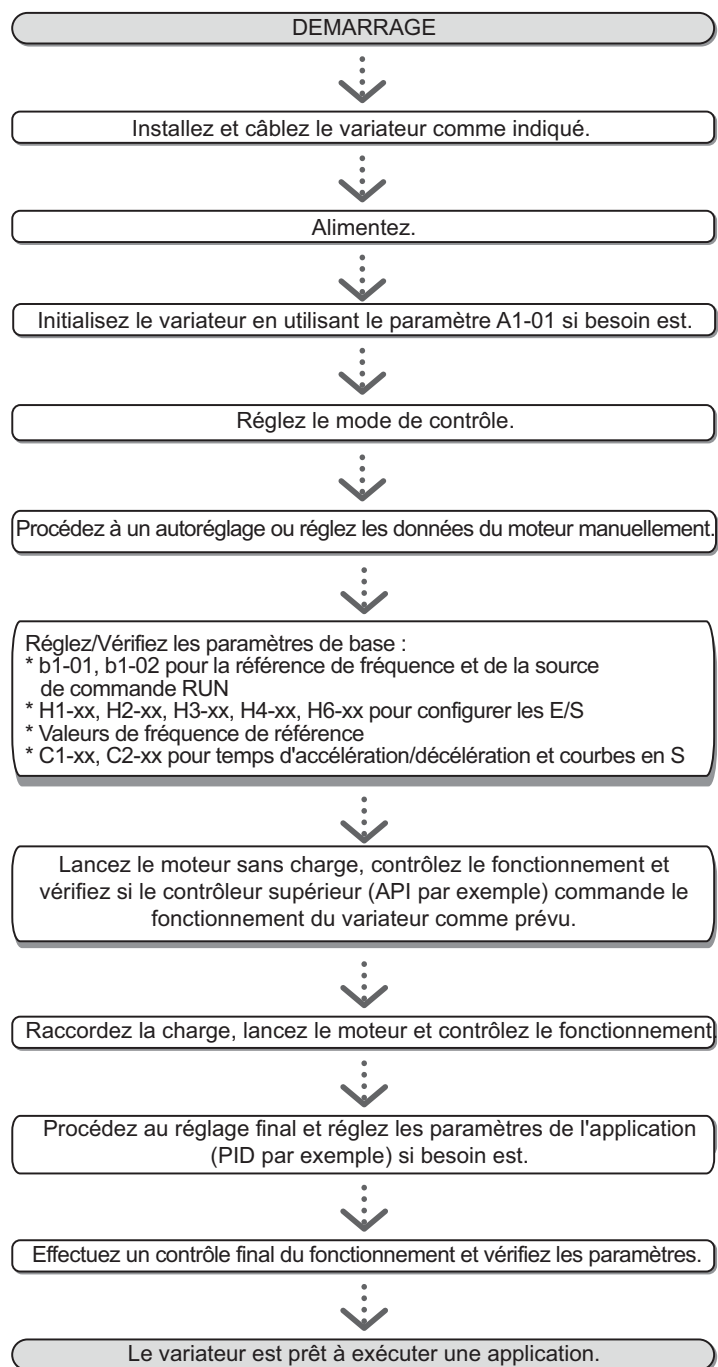 DEMARRAGE
Installez et câblez le variateur comme indiqué.
Alimentez.
Initialisez le variateur en utilisant le paramètre A1-01 si besoin est.
Réglez le mode de contrôle.
Procédez à un autoréglage ou réglez les données du moteur manuellement.
Réglez/Vérifiez les paramètres de base :
* b1-01, b1-02 pour la référence de fréquence et de la source
de commande RUN
* H1-xx, H2-xx, H3-xx, H4-xx, H6-xx pour configurer les E/S
* Valeurs de fréquence de référence
* C1-xx, C2-xx pour temps d'accélération/décélération et courbes en S
Lancez le moteur sans charge, contrôlez le fonctionnement et
vérifiez si le contrôleur supérieur (API par exemple) commande le
fonctionnement du variateur comme prévu.
Raccordez la charge, lancez le moteur et contrôlez le fonctionnement.
Procédez au réglage final et réglez les paramètres de l'application
(PID par exemple) si besoin est.
Effectuez un contrôle final du fonctionnement et vérifiez les paramètres.
Le variateur est prêt à exécuter une application.